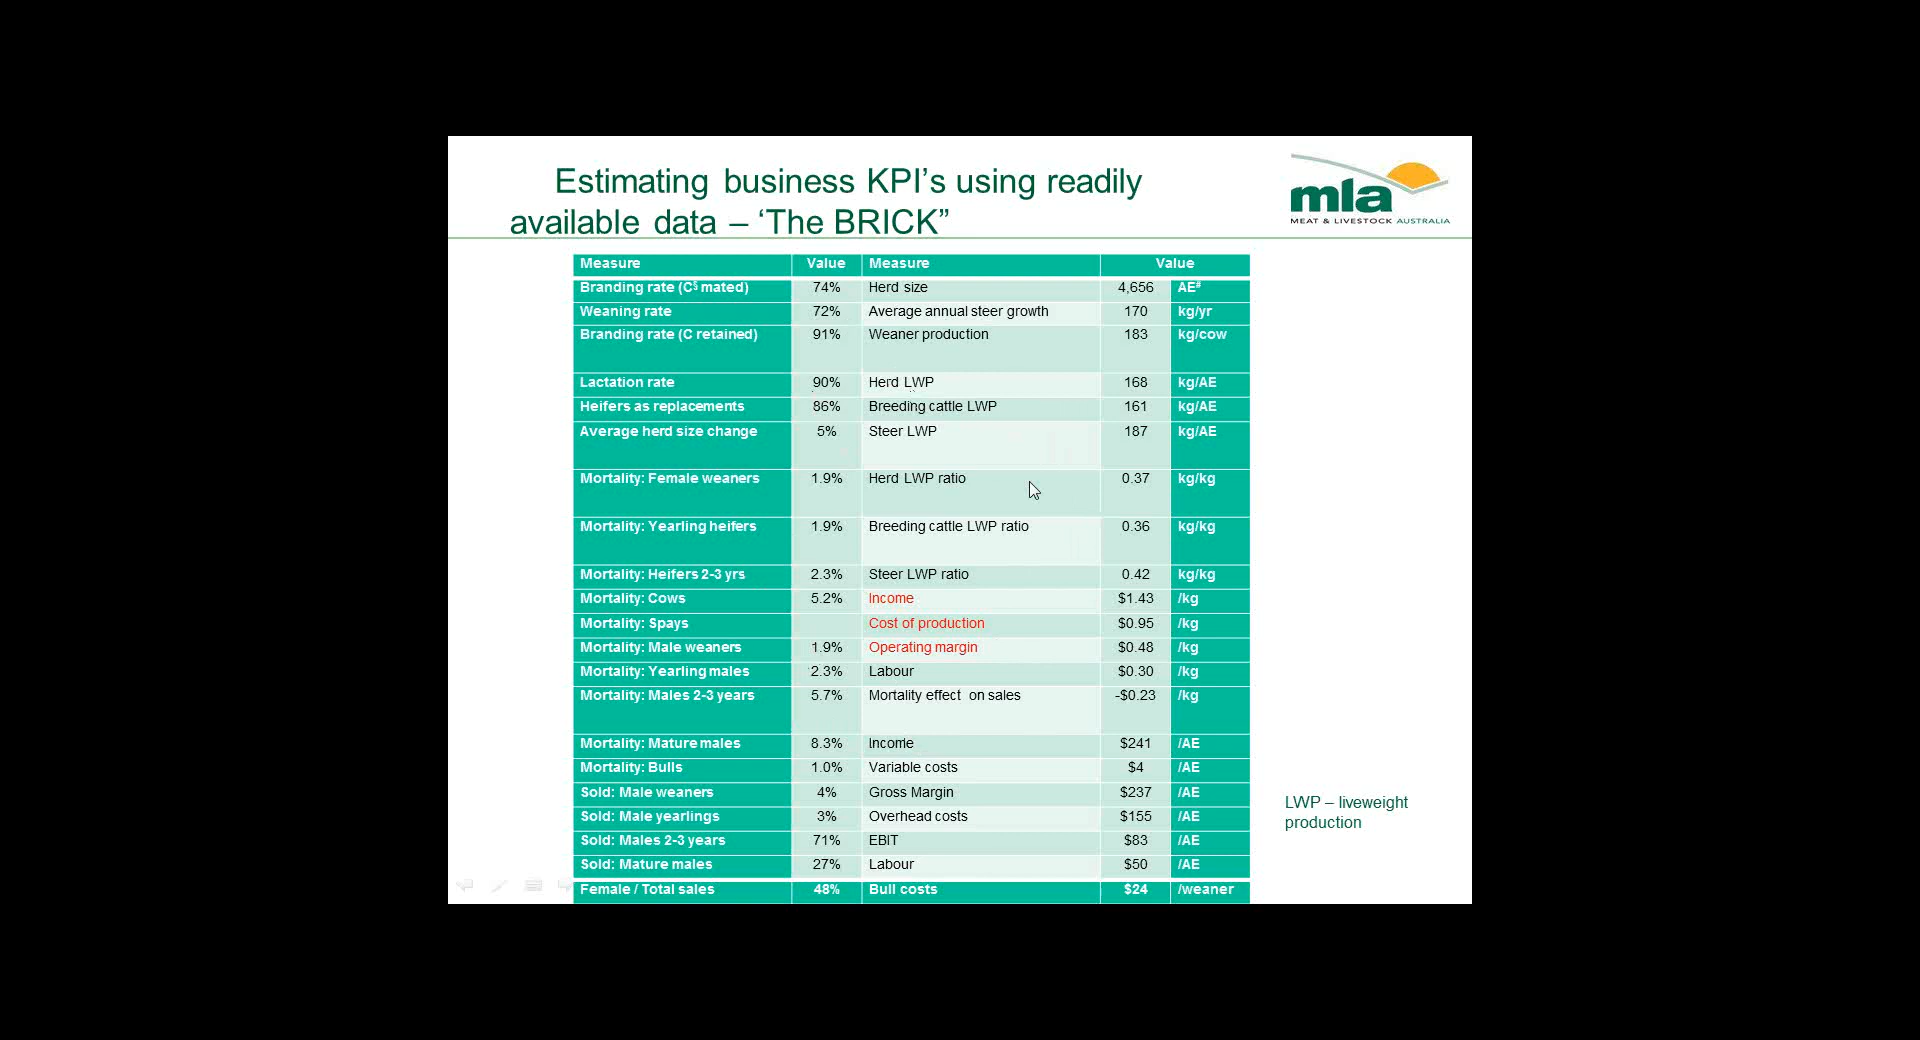 Estimating business KPI’s using readily
available data – ‘The BRICK”
mla
MEAT & LIVESTOCK AUSTRALIA
Measure Value Measure Value
Branding rate (C§ mated) 74% Herd size 4,656 AE#
Weaning rate 72% Average annual steer growth 170 kg/yr
Branding rate (C retained) 91% Weaner production 183 kg/cow
Lactation rate 90% Herd LWP 168 kg/AE
Heifers as replacements 86% Breeding cattle LWP 161 kg/AE
Average herd size change 5% Steer LWP 187 kg/AE
Mortality: Female weaners 1.9% Herd LWP ratio 0.37 kg/kg
Mortality: Yearling heifers 1.9% Breeding cattle LWP ratio 0.36 kg/kg
Mortality: Heifers 2-3 yrs 2.3% Steer LWP ratio 0.42 kg/kg
Mortality: Cows 5.2% Income $1.43 /kg
Mortality: Spays Cost of production $0.95 /kg
Mortality: Male weaners 1.9% Operating margin $0.48 /kg
Mortality: Yearling males 2.3% Labour $0.30 /kg
Mortality: Males 2-3 years 5.7% Mortality effect on sales -$0.23 /kg
Mortality: Mature males 8.3% Income $241 /AE
Mortality: Bulls 1.0% Variable costs $4 /AE
Sold: Male weaners 4% Gross Margin $237 /AE
Sold: Male yearlings 3% Overhead costs $155 /AE
Sold: Males 2-3 years 71% EBIT $83 /AE
Sold: Mature males 27% Labour $50 /AE
Female / Total sales 48% Bull costs $24 /weaner
LWP – liveweight
production